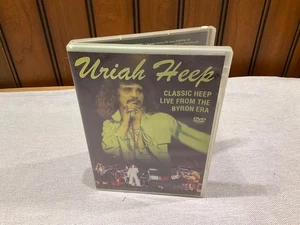 Uriah Heep
CLASSIC HEEP
LIVE FROM THE
BYRON ERA
DVD